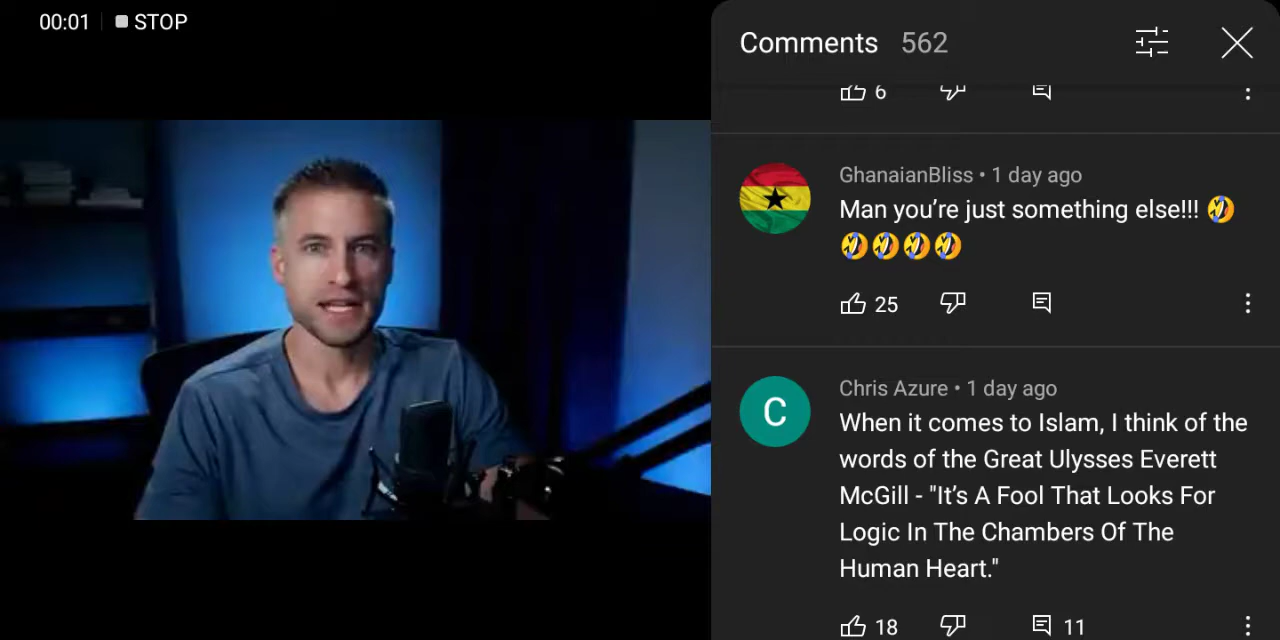 00:01 STOP
Comments 562
6
GhanaianBliss • 1 day ago
Man you’re just something else!!! 🤣
🤣🤣🤣🤣
25
Chris Azure • 1 day ago
C
When it comes to Islam, I think of the
words of the Great Ulysses Everett
McGill - "It’s A Fool That Looks For
Logic In The Chambers Of The
Human Heart."
18 11